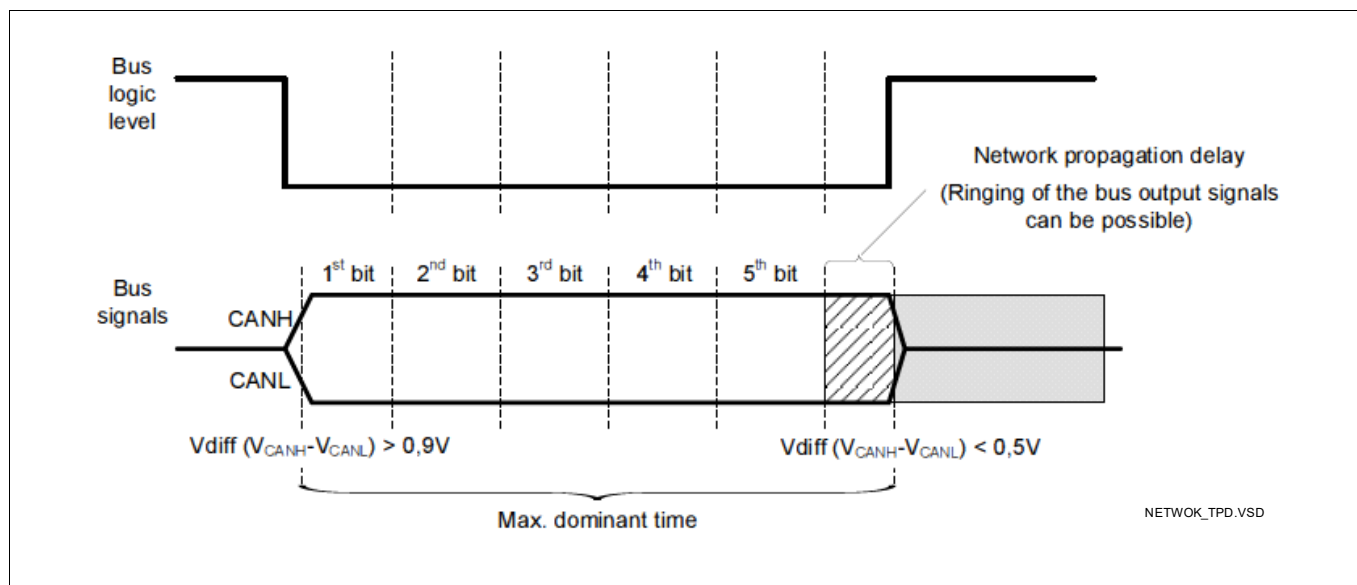 Bus
logic
level
Network propagation delay
(Ringing of the bus output signals
can be possible)
1st bit
2nd bit
3rd bit
4th bit
5th bit
Bus
signals
CANH
CANL
Vdiff (VCANH-VCANL) > 0,9V
Vdiff (VCANH-VCANL) < 0,5V
Max. dominant time
NETWOK_TPD.VSD